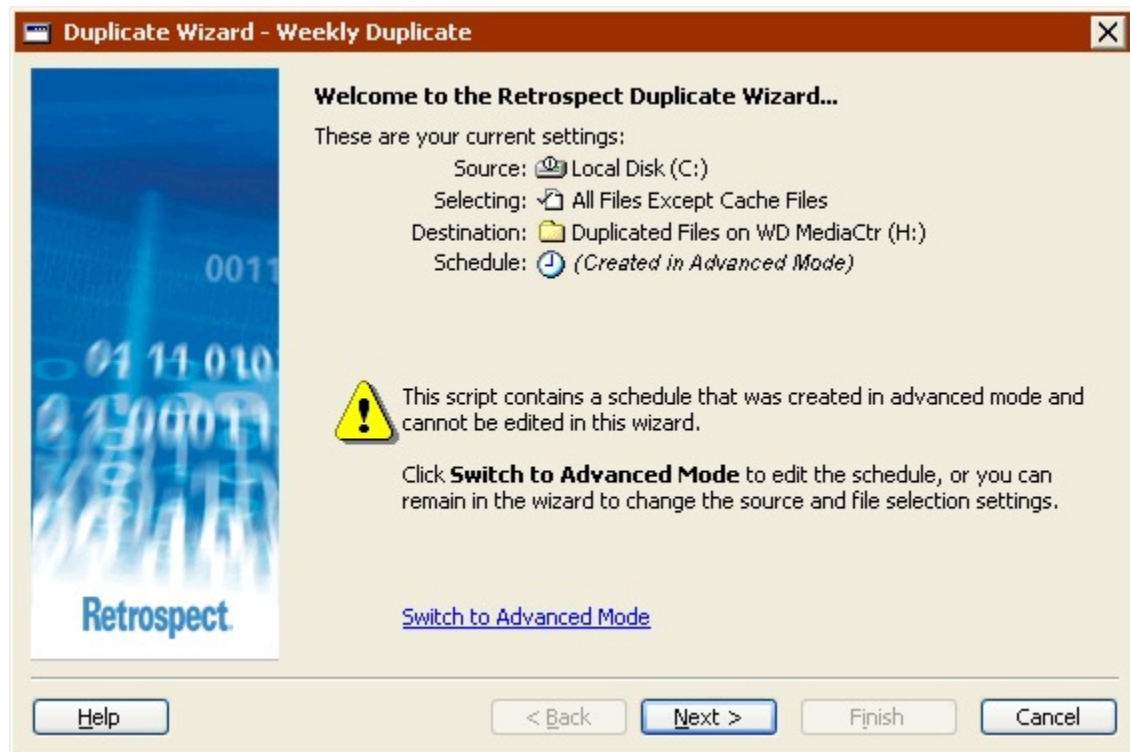 Duplicate Wizard - Weekly Duplicate
Welcome to the Retrospect Duplicate Wizard...
These are your current settings:
Source: Local Disk (C:)
Selecting: All Files Except Cache Files
Destination: Duplicated Files on WD MediaCtr (H:)
Schedule: (Created in Advanced Mode)
0011
01 11 010
This script contains a schedule that was created in advanced mode and
cannot be edited in this wizard.
Click Switch to Advanced Mode to edit the schedule, or you can
remain in the wizard to change the source and file selection settings.
Retrospect.
Switch to Advanced Mode
Help
< Back
Next >
Finish
Cancel